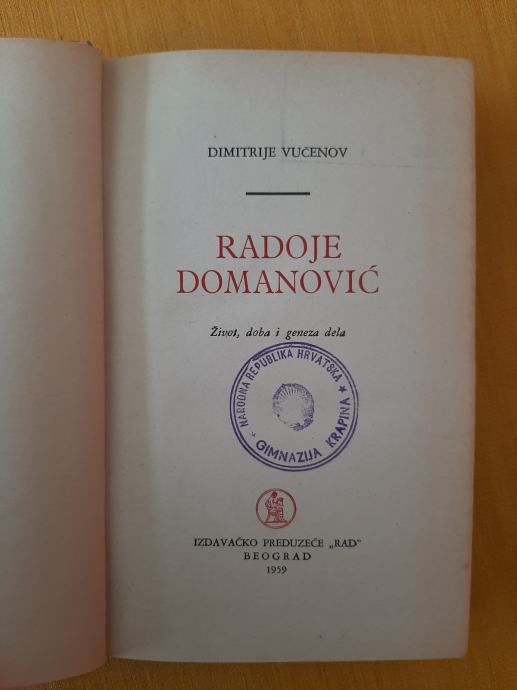 DIMITRIJE VUČENOV
RADOJE
DOMANOVIĆ
Život, doba i geneza dela
NARODNA REPUBLIKA HRVATSKA
GIMNAZIJA KRAPINA
IZDAVAČKO PREDUZEĆE „RAD”
BEOGRAD
1959